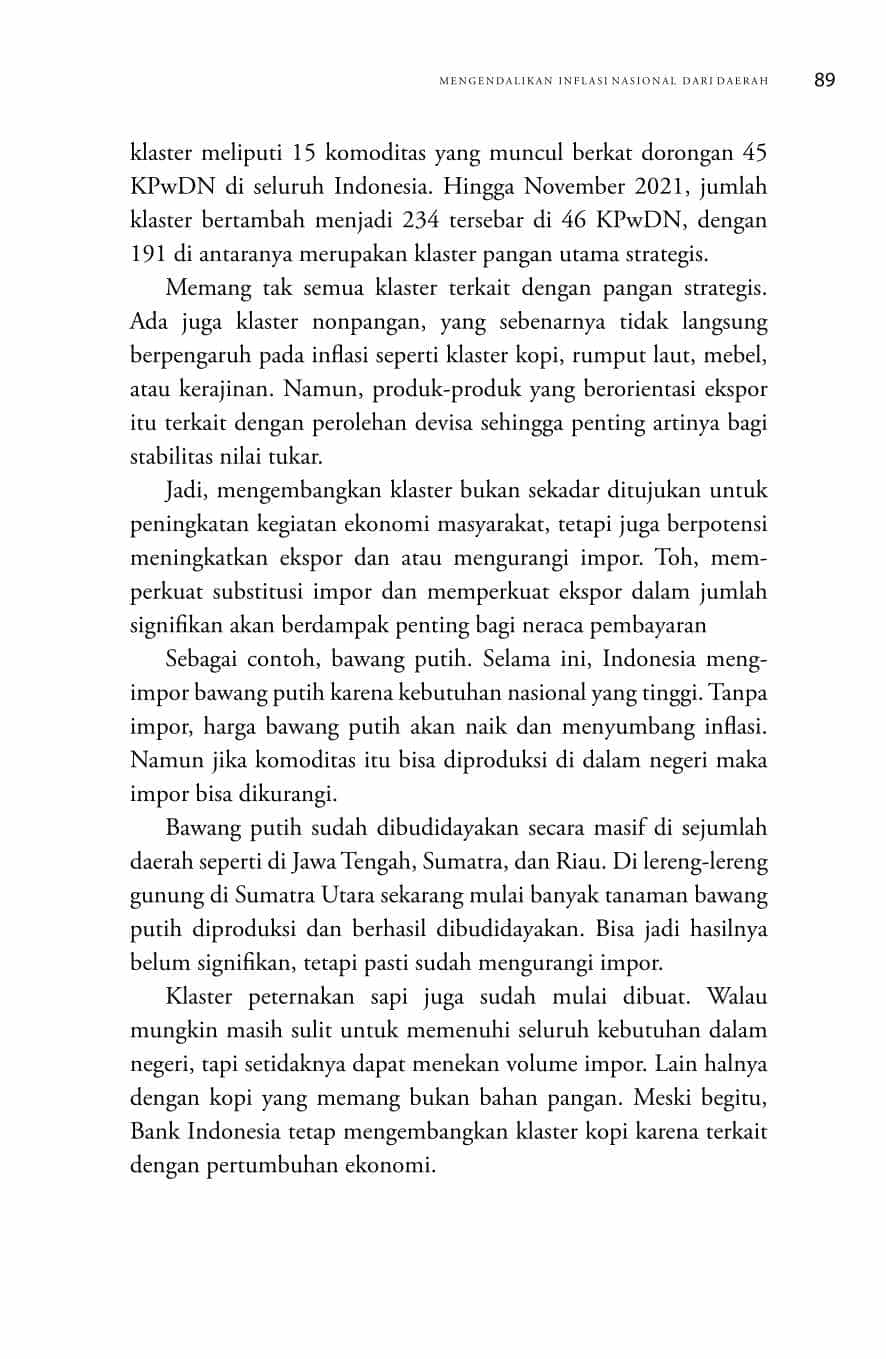 MENGENDALIKAN INFLASI NASIONAL DARI DAERAH 89
klaster meliputi 15 komoditas yang muncul berkat dorongan 45
KPwDN di seluruh Indonesia. Hingga November 2021, jumlah
klaster bertambah menjadi 234 tersebar di 46 KPwDN, dengan
191 di antaranya merupakan klaster pangan utama strategis.
Memang tak semua klaster terkait dengan pangan strategis.
Ada juga klaster nonpangan, yang sebenarnya tidak langsung
berpengaruh pada inflasi seperti klaster kopi, rumput laut, mebel,
atau kerajinan. Namun, produk-produk yang berorientasi ekspor
itu terkait dengan perolehan devisa sehingga penting artinya bagi
stabilitas nilai tukar.
Jadi, mengembangkan klaster bukan sekadar ditujukan untuk
peningkatan kegiatan ekonomi masyarakat, tetapi juga berpotensi
meningkatkan ekspor dan atau mengurangi impor. Toh, mem-
perkuat substitusi impor dan memperkuat ekspor dalam jumlah
signifikan akan berdampak penting bagi neraca pembayaran
Sebagai contoh, bawang putih. Selama ini, Indonesia meng-
impor bawang putih karena kebutuhan nasional yang tinggi. Tanpa
impor, harga bawang putih akan naik dan menyumbang inflasi.
Namun jika komoditas itu bisa diproduksi di dalam negeri maka
impor bisa dikurangi.
Bawang putih sudah dibudidayakan secara masif di sejumlah
daerah seperti di Jawa Tengah, Sumatra, dan Riau. Di lereng-lereng
gunung di Sumatra Utara sekarang mulai banyak tanaman bawang
putih diproduksi dan berhasil dibudidayakan. Bisa jadi hasilnya
belum signifikan, tetapi pasti sudah mengurangi impor.
Klaster peternakan sapi juga sudah mulai dibuat. Walau
mungkin masih sulit untuk memenuhi seluruh kebutuhan dalam
negeri, tapi setidaknya dapat menekan volume impor. Lain halnya
dengan kopi yang memang bukan bahan pangan. Meski begitu,
Bank Indonesia tetap mengembangkan klaster kopi karena terkait
dengan pertumbuhan ekonomi.